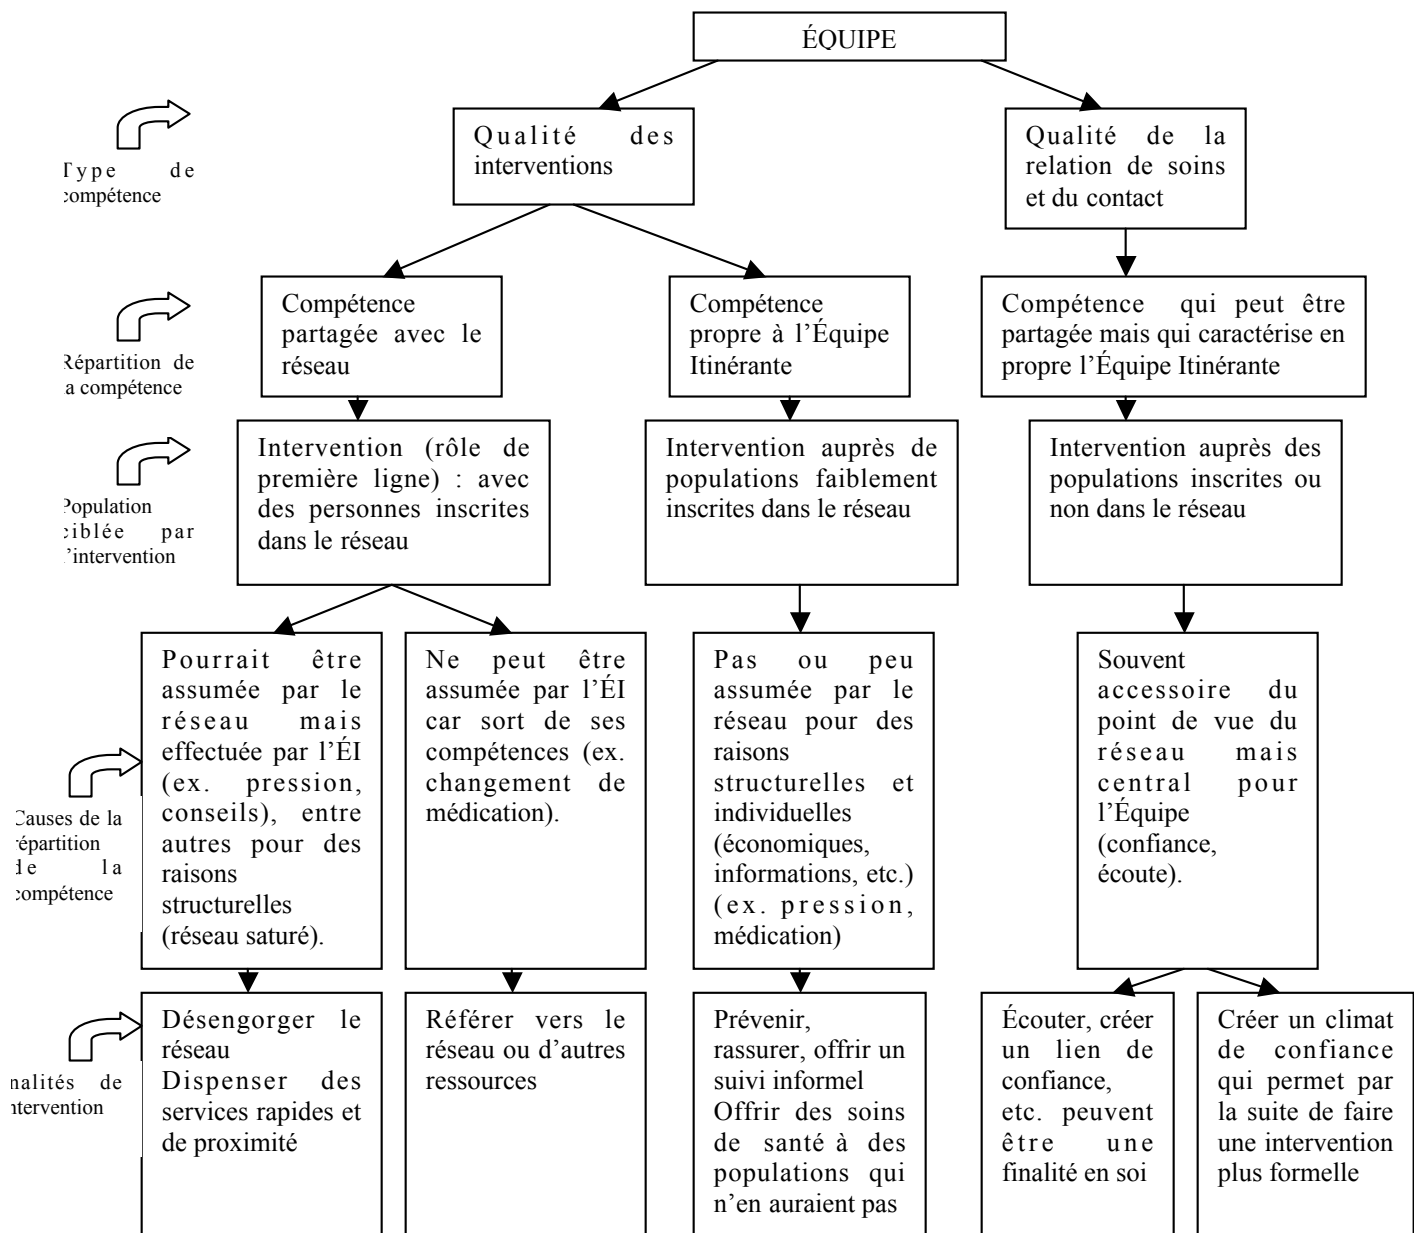 ÉQUIPE
Type de
compétence
Qualité des
interventions
Qualité de la
relation de soins
et du contact
Répartition de
la compétence
Compétence
partagée avec le
réseau
Compétence
propre à l’Équipe
Itinérante
Compétence qui peut être
partagée mais qui caractérise en
propre l’Équipe Itinérante
Population
ciblée par
l’intervention
Intervention (rôle de
première ligne) : avec
des personnes inscrites
dans le réseau
Intervention auprès de
populations faiblement
inscrites dans le réseau
Intervention auprès des
populations inscrites ou
non dans le réseau
Causes de la
répartition
de la
compétence
Pourrait être
assumée par le
réseau mais
effectuée par l’ÉI
(ex. pression,
conseils), entre
autres pour des
raisons
structurelles
(réseau saturé).
Ne peut être
assumée par l’ÉI
car sort de ses
compétences (ex.
changement de
médication).
Pas ou peu
assumée par le
réseau pour des
raisons
structurelles et
individuelles
(économiques,
informations, etc.)
(ex. pression,
médication)
Souvent
accessoire du
point de vue du
réseau mais
central pour
l’Équipe
(confiance,
écoute).
nalités de
ntervention
Désengorger le
réseau
Dispenser des
services rapides et
de proximité
Référer vers le
réseau ou d’autres
ressources
Prévenir,
rassurer, offrir un
suivi informel
Offrir des soins
de santé à des
populations qui
n’en auraient pas
Écouter, créer
un lien de
confiance,
etc. peuvent
être une
finalité en soi
Créer un climat
de confiance
qui permet par
la suite de faire
une intervention
plus formelle